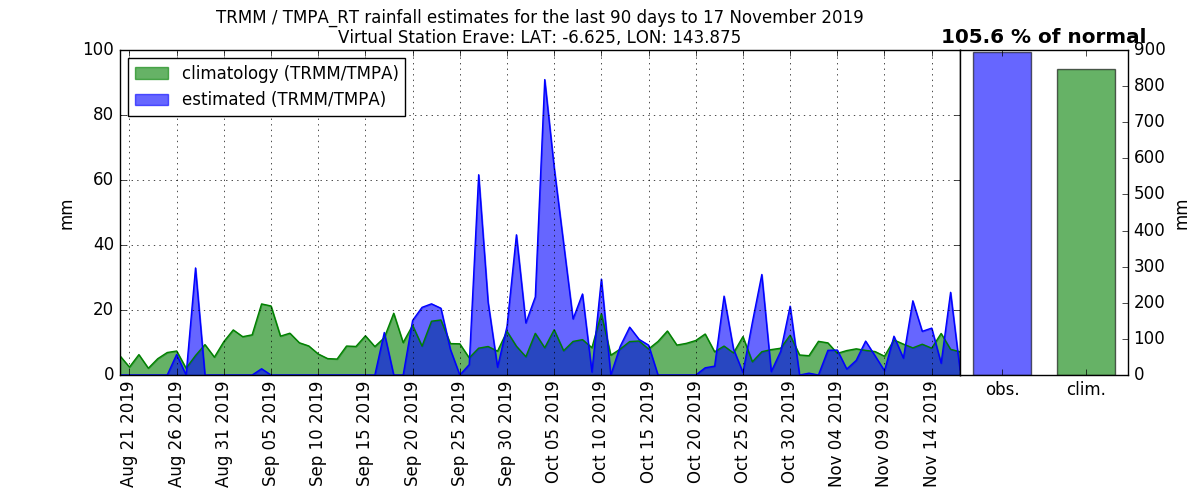 TRMM / TMPA_RT rainfall estimates for the last 90 days to 17 November 2019
Virtual Station Erave: LAT: -6.625, LON: 143.875
105.6 % of normal
climatology (TRMM/TMPA)
estimated (TRMM/TMPA)
100
80
60
40
20
0
mm
900
800
700
600
500
400
300
200
100
0
mm
Aug 21 2019
Aug 26 2019
Aug 31 2019
Sep 05 2019
Sep 10 2019
Sep 15 2019
Sep 20 2019
Sep 25 2019
Sep 30 2019
Oct 05 2019
Oct 10 2019
Oct 15 2019
Oct 20 2019
Oct 25 2019
Oct 30 2019
Nov 04 2019
Nov 09 2019
Nov 14 2019
obs.
clim.